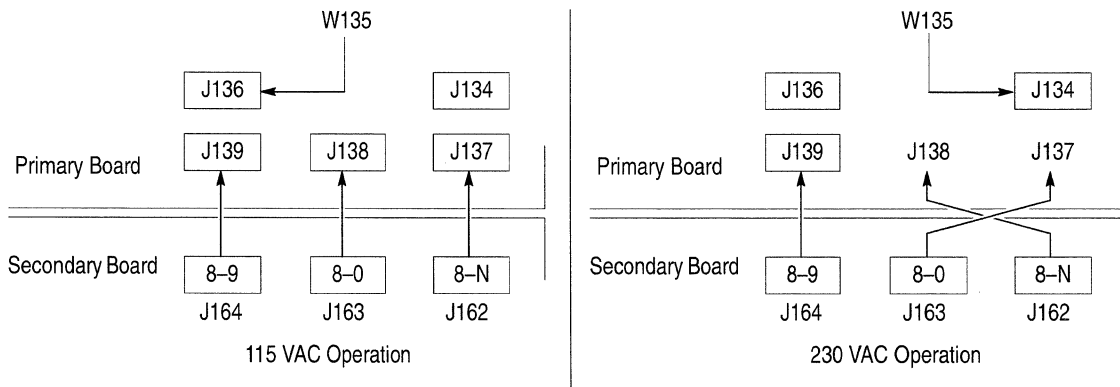 W135
J136 J134
Primary Board J139 J138 J137
Secondary Board 8–9 8–0 8–N
J164 J163 J162
115 VAC Operation
W135
J136 J134
Primary Board J139 J138 J137
Secondary Board 8–9 8–0 8–N
J164 J163 J162
230 VAC Operation